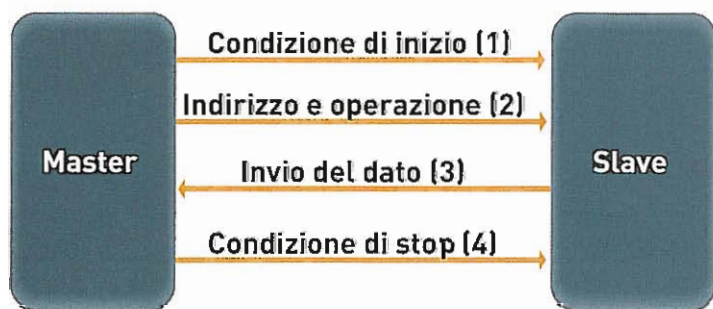 Condizione di inizio (1)
Indirizzo e operazione (2)
Master
Slave
Invio del dato (3)
Condizione di stop (4)